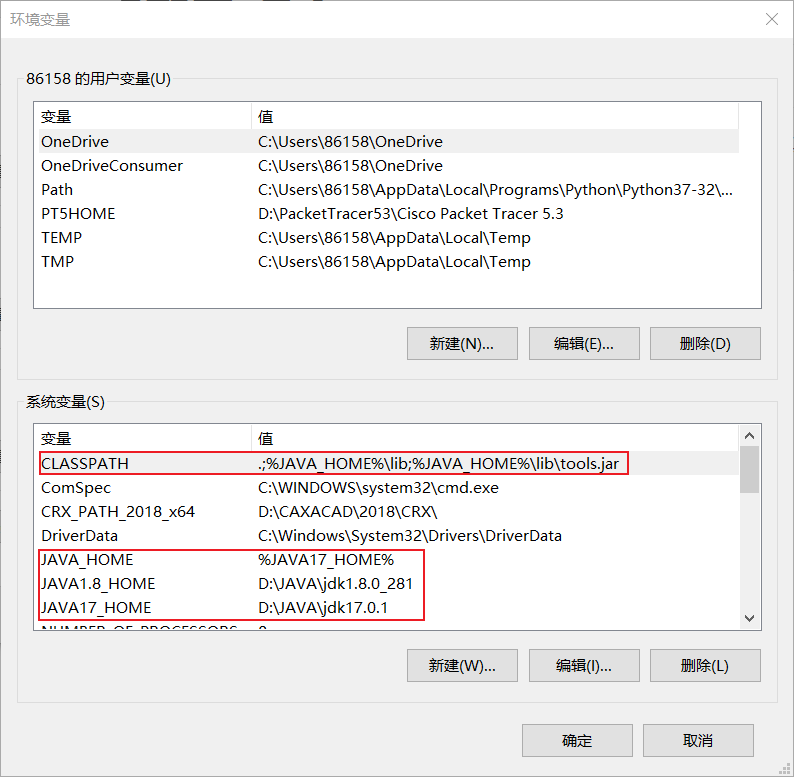 环境变量
86158 的用户变量(U)
变量 值
OneDrive C:\Users\86158\OneDrive
OneDriveConsumer C:\Users\86158\OneDrive
Path C:\Users\86158\AppData\Local\Programs\Python\Python37-32\...
PT5HOME D:\PacketTracer53\Cisco Packet Tracer 5.3
TEMP C:\Users\86158\AppData\Local\Temp
TMP C:\Users\86158\AppData\Local\Temp
新建(N)... 编辑(E)... 删除(D)
系统变量(S)
变量 值
CLASSPATH .;%JAVA_HOME%\lib;%JAVA_HOME%\lib\tools.jar
ComSpec C:\WINDOWS\system32\cmd.exe
CRX_PATH_2018_x64 D:\CAXACAD\2018\CRX\
DriverData C:\Windows\System32\Drivers\DriverData
JAVA_HOME %JAVA17_HOME%
JAVA1.8_HOME D:\JAVA\jdk1.8.0_281
JAVA17_HOME D:\JAVA\jdk17.0.1
NUMBER_OF_PROCESSORS
新建(W)... 编辑(I)... 删除(L)
确定 取消